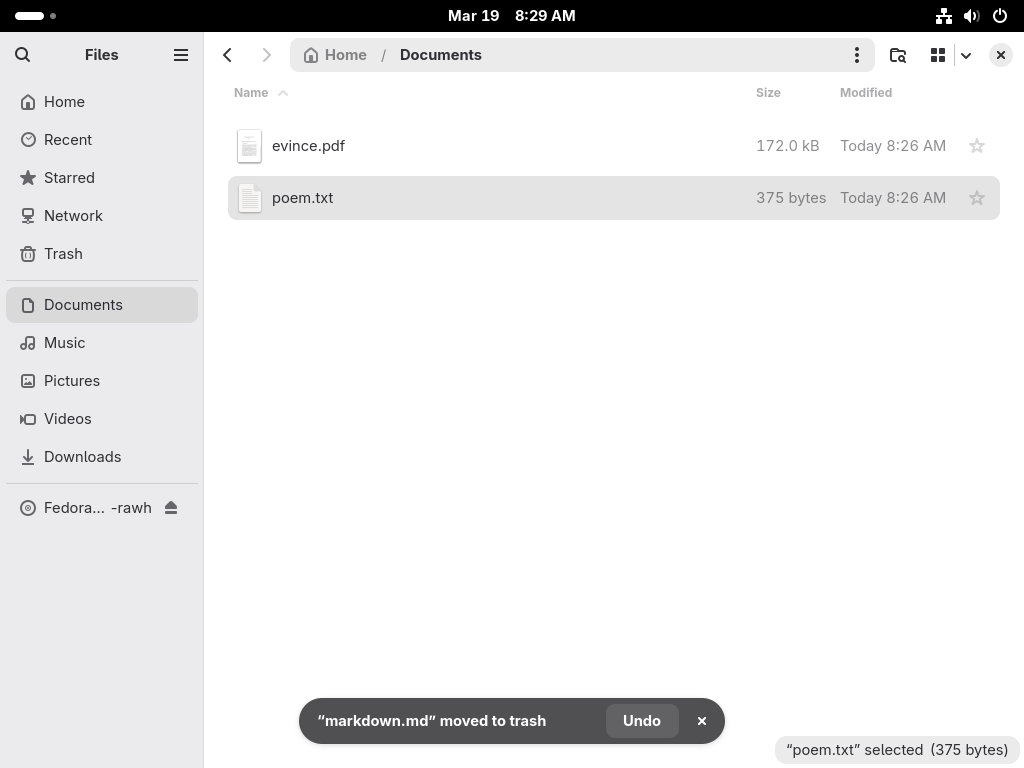 Mar 19 8:29 AM
Files
Home / Documents
Name Size Modified
Home
Recent
Starred
Network
Trash
Documents
Music
Pictures
Videos
Downloads
Fedora... -rawh
evince.pdf 172.0 kB Today 8:26 AM
poem.txt 375 bytes Today 8:26 AM
“markdown.md” moved to trash Undo
“poem.txt” selected (375 bytes)